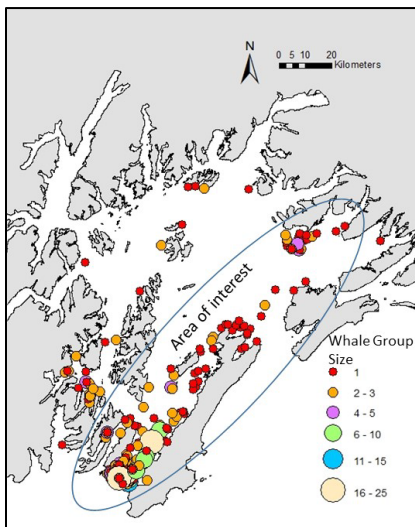 N
0 5 10 20
Kilometers
Area of interest
Whale Group
Size
1
2 - 3
4 - 5
6 - 10
11 - 15
16 - 25